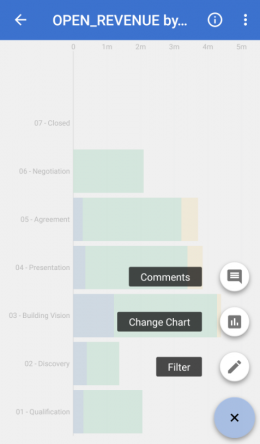 OPEN_REVENUE by...
0 1m 2m 3m 4m 5m
07 - Closed
06 - Negotiation
05 - Agreement
04 - Presentation
Comments
03 - Building Vision
Change Chart
02 - Discovery
Filter
01 - Qualification